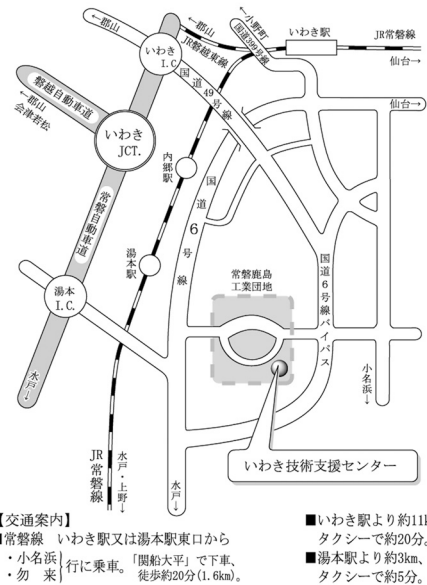 ←郡山
←郡山
←小野町
国道399号線
いわき駅
JR常磐線
仙台→
JR磐越東線
いわき
I.C
国道49号線
仙台→
磐越自動車道
←郡山
会津若松
いわき
JCT.
内郷駅
国道6号線
常磐自動車道
湯本駅
常磐鹿島
工業団地
国道6号線バイパス
湯本
I.C.
水戸→
小名浜→
いわき技術支援センター
JR常磐線
水戸・上野→
水戸→
【交通案内】
■常磐線 いわき駅又は湯本駅東口から
・小名浜
・勿 来
行に乗車。「関船大平」で下車、
徒歩約20分(1.6km)。
■いわき駅より約11k
タクシーで約20分。
■湯本駅より約3km、
タクシーで約5分。